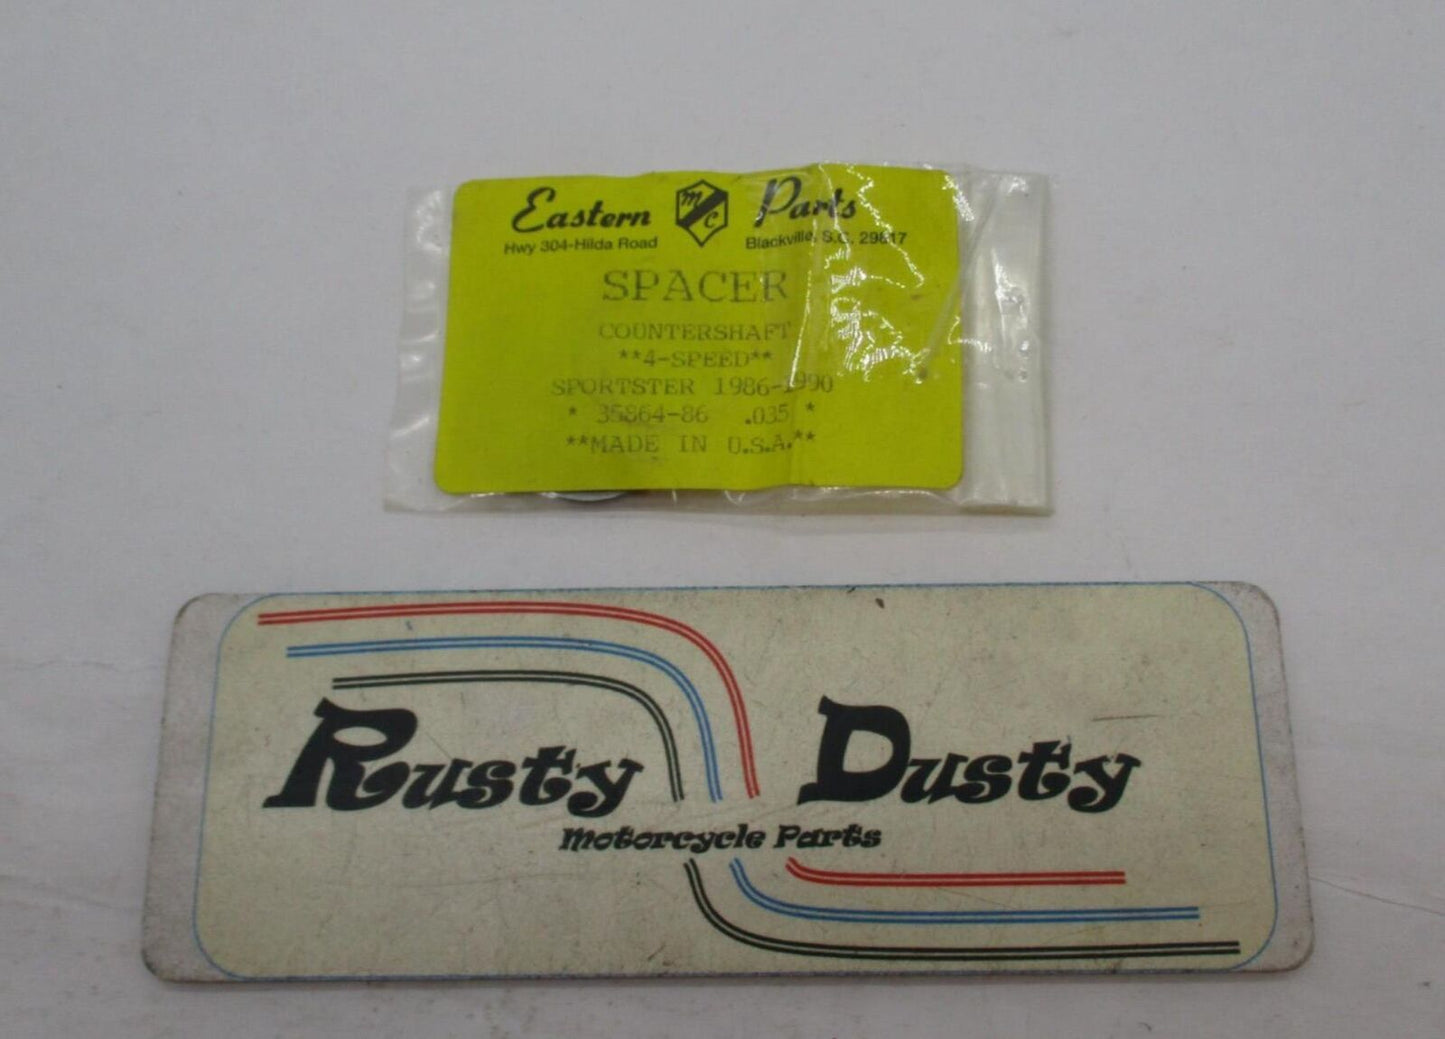 Eastern MC Parts
Hwy 304-Hilda Road Blackville, S.C. 29817
SPACER
COUNTERSHAFT
**4-SPEED**
SPORTSTER 1986-1990
* 35864-86 .035 *
**MADE IN U.S.A.**
Rusty Dusty
Motorcycle Parts